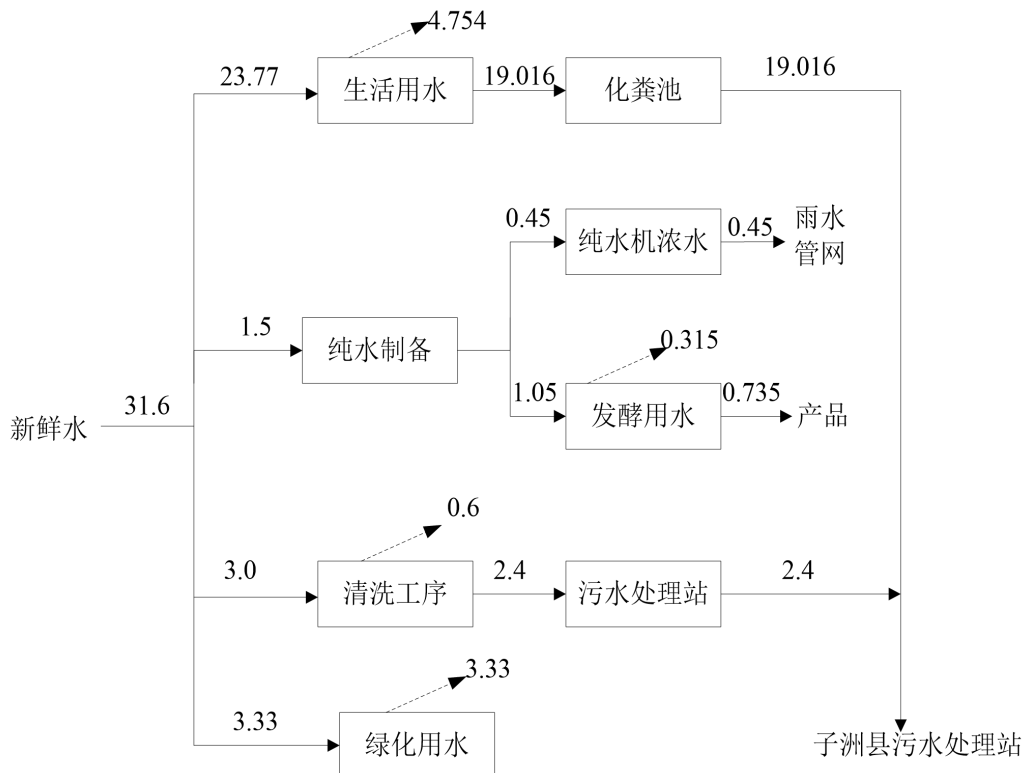 4.754
23.77
生活用水
19.016
化粪池
19.016
0.45
纯水机浓水
0.45
雨水
管网
1.5
纯水制备
0.315
1.05
发酵用水
0.735
产品
31.6
新鲜水
0.6
3.0
清洗工序
2.4
污水处理站
2.4
3.33
3.33
绿化用水
子洲县污水处理站